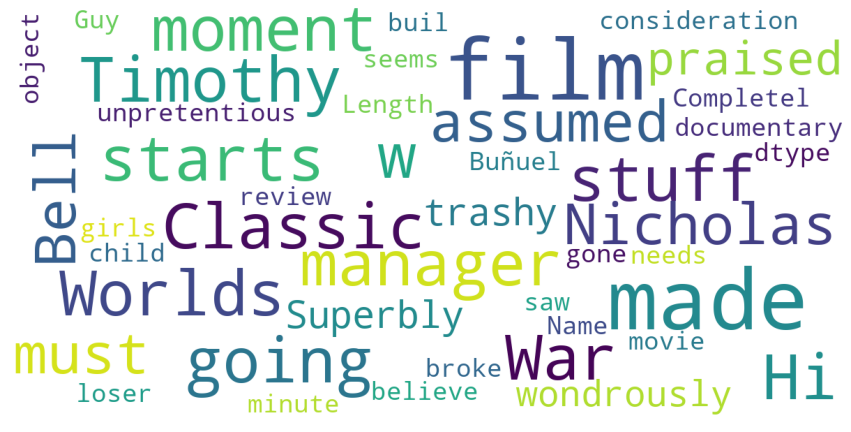 Guy
moment
buil
film
consideration
object
Timothy
seems
praised
unpretentious
Length
assumed
Completel
documentary
starts
w
Buñuel
dtype
Bell
review
stuff
girls
Classic
trashy
Nicholas
child
manager
gone
needs
Worlds
Superbly
saw
made
Name
must
going
War
movie
Hi
loser
broke
believe
wondrously
minute